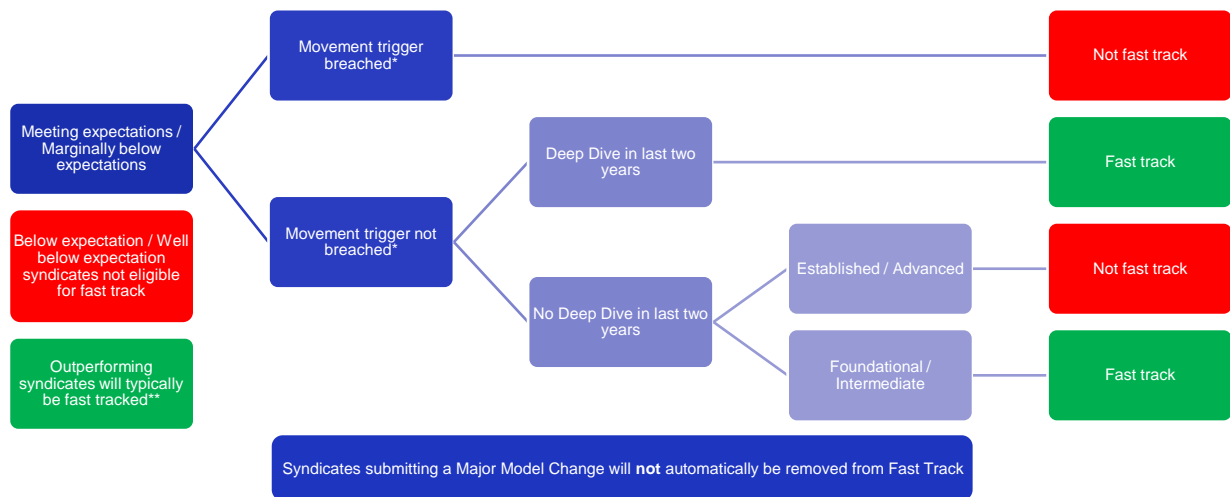 Movement trigger
breached*
Not fast track
Meeting expectations /
Marginally below
expectations
Deep Dive in last two
years
Fast track
Movement trigger not
breached*
Below expectation / Well
below expectation
syndicates not eligible
for fast track
Established / Advanced
Not fast track
No Deep Dive in last two
years
Outperforming
syndicates will typically
be fast tracked**
Foundational /
Intermediate
Fast track
Syndicates submitting a Major Model Change will not automatically be removed from Fast Track